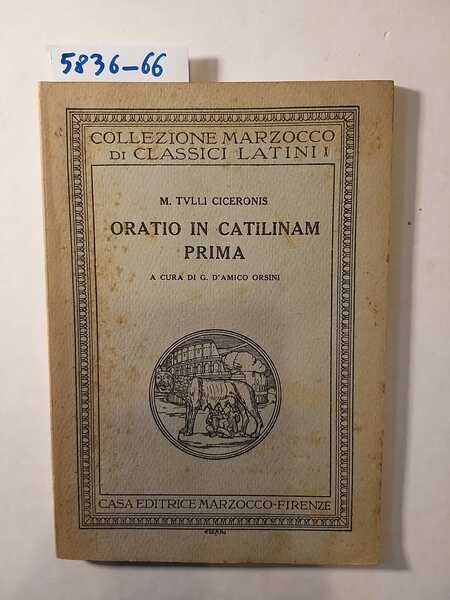 5836-66
COLLEZIONE MARZOCCO
DI CLASSICI LATINI
M. TVLLI CICERONIS
ORATIO IN CATILINAM
PRIMA
A CURA DI G. D'AMICO ORSINI
CASA EDITRICE MARZOCCO-FIRENZE